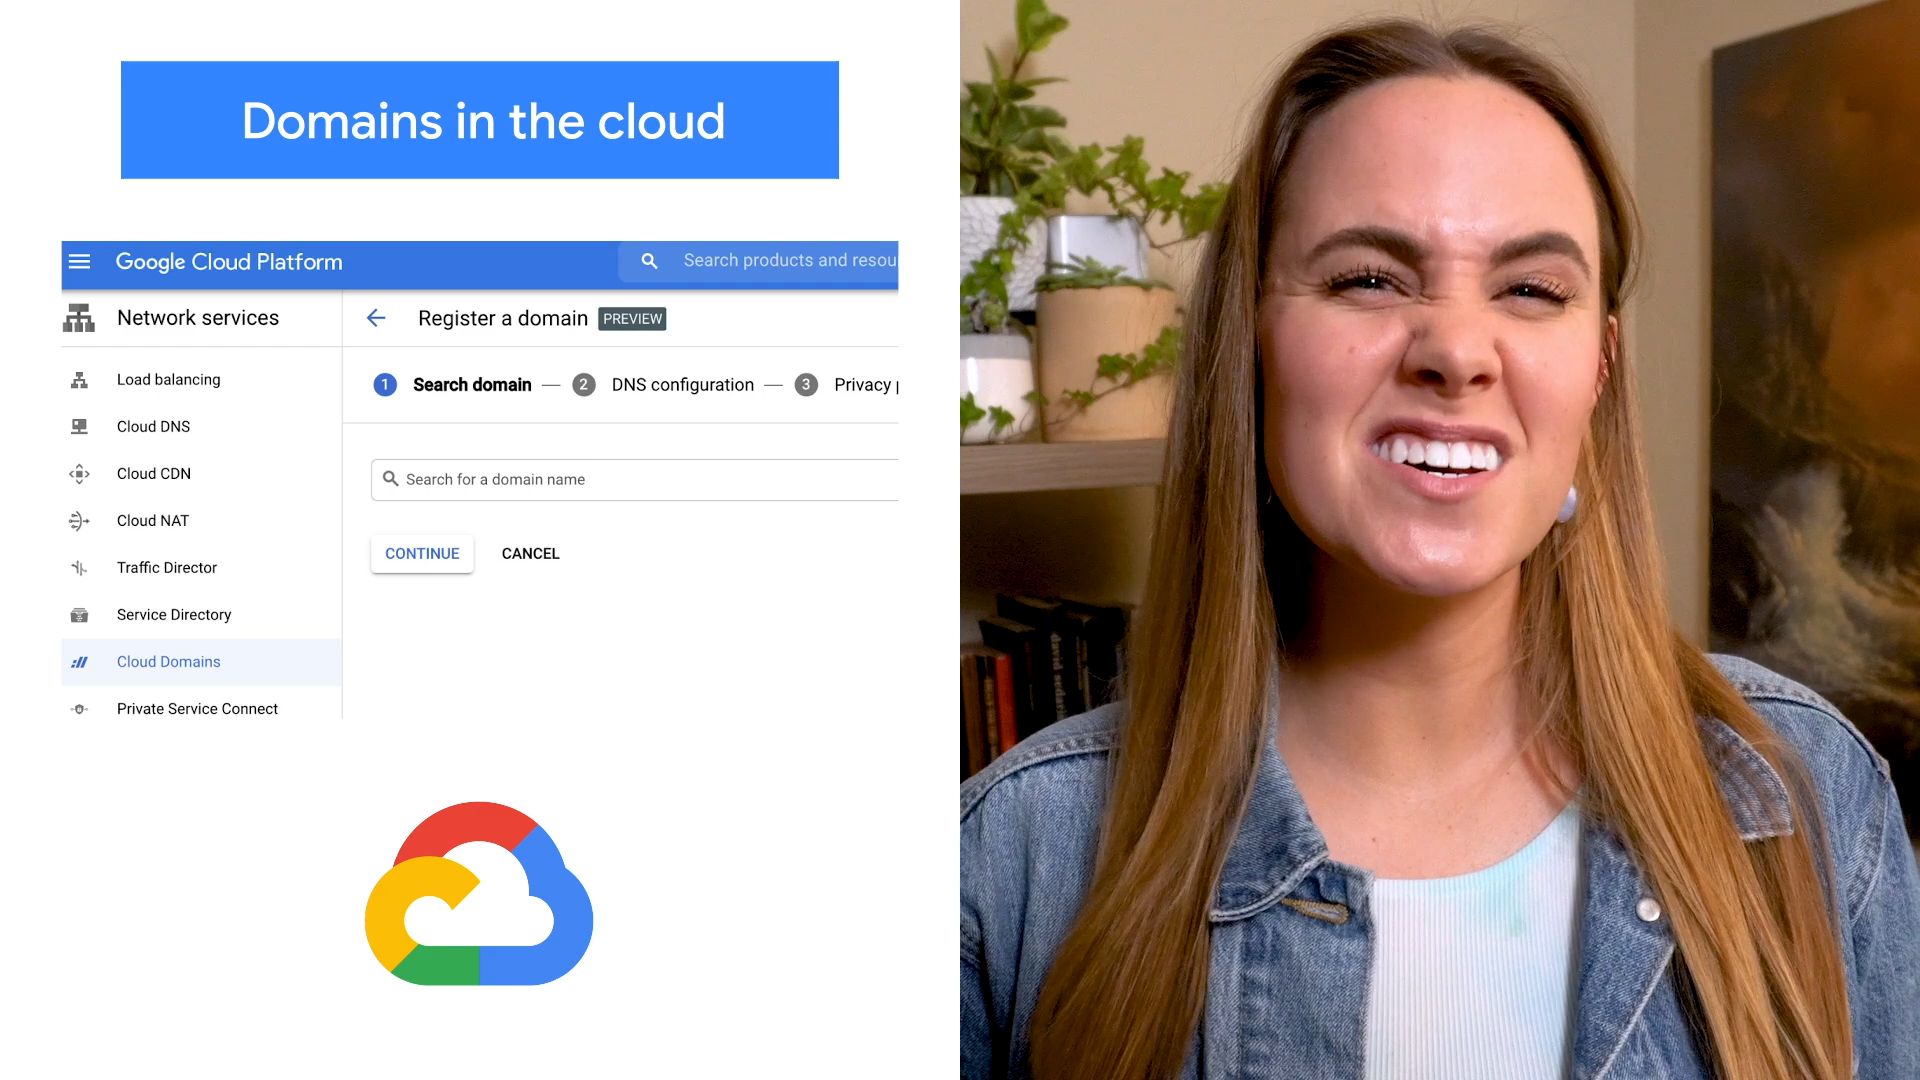 Domains in the cloud
Google Cloud Platform
Search products and resou
Network services
Register a domain PREVIEW
1 Search domain — 2 DNS configuration — 3 Privacy
Load balancing
Cloud DNS
Cloud CDN
Search for a domain name
Cloud NAT
CONTINUE CANCEL
Traffic Director
Service Directory
Cloud Domains
Private Service Connect
david sedaris